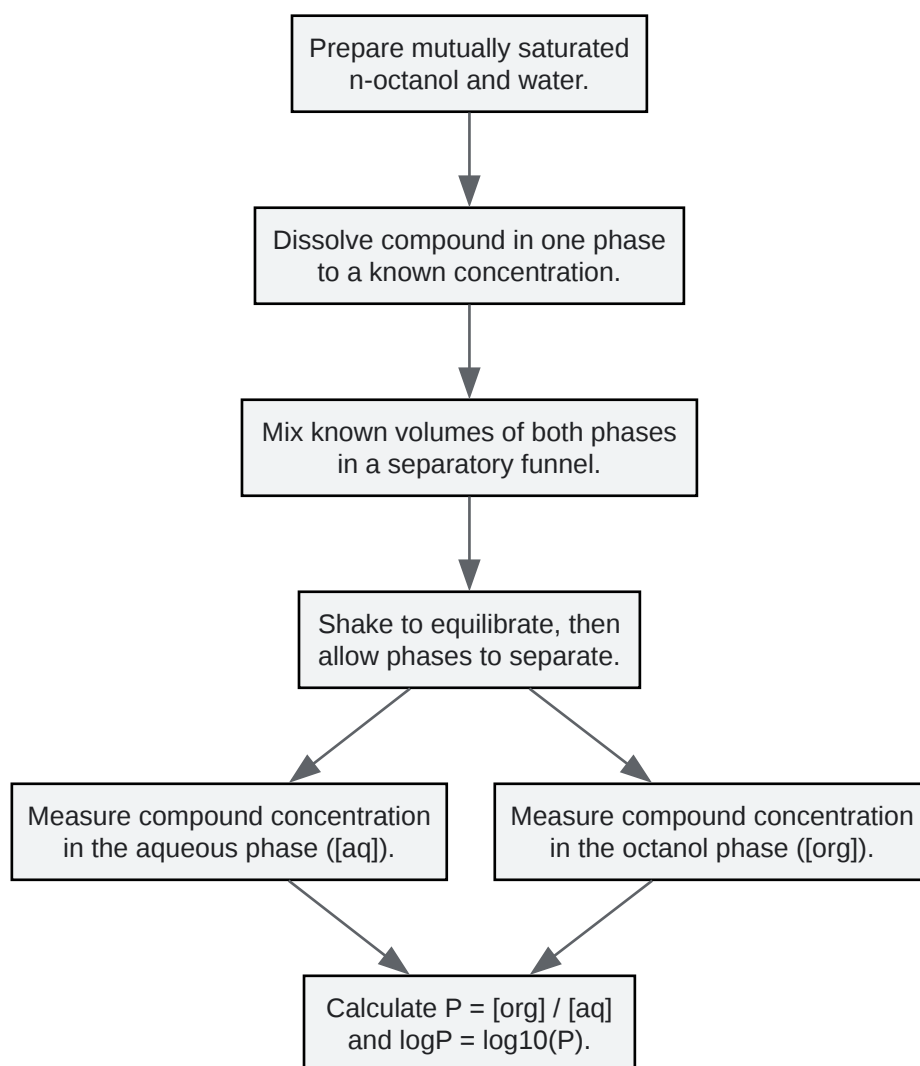 Prepare mutually saturated
n-octanol and water.
Dissolve compound in one phase
to a known concentration.
Mix known volumes of both phases
in a separatory funnel.
Shake to equilibrate, then
allow phases to separate.
Measure compound concentration
in the aqueous phase ([aq]).
Measure compound concentration
in the octanol phase ([org]).
Calculate P = [org] / [aq]
and logP = log10(P).